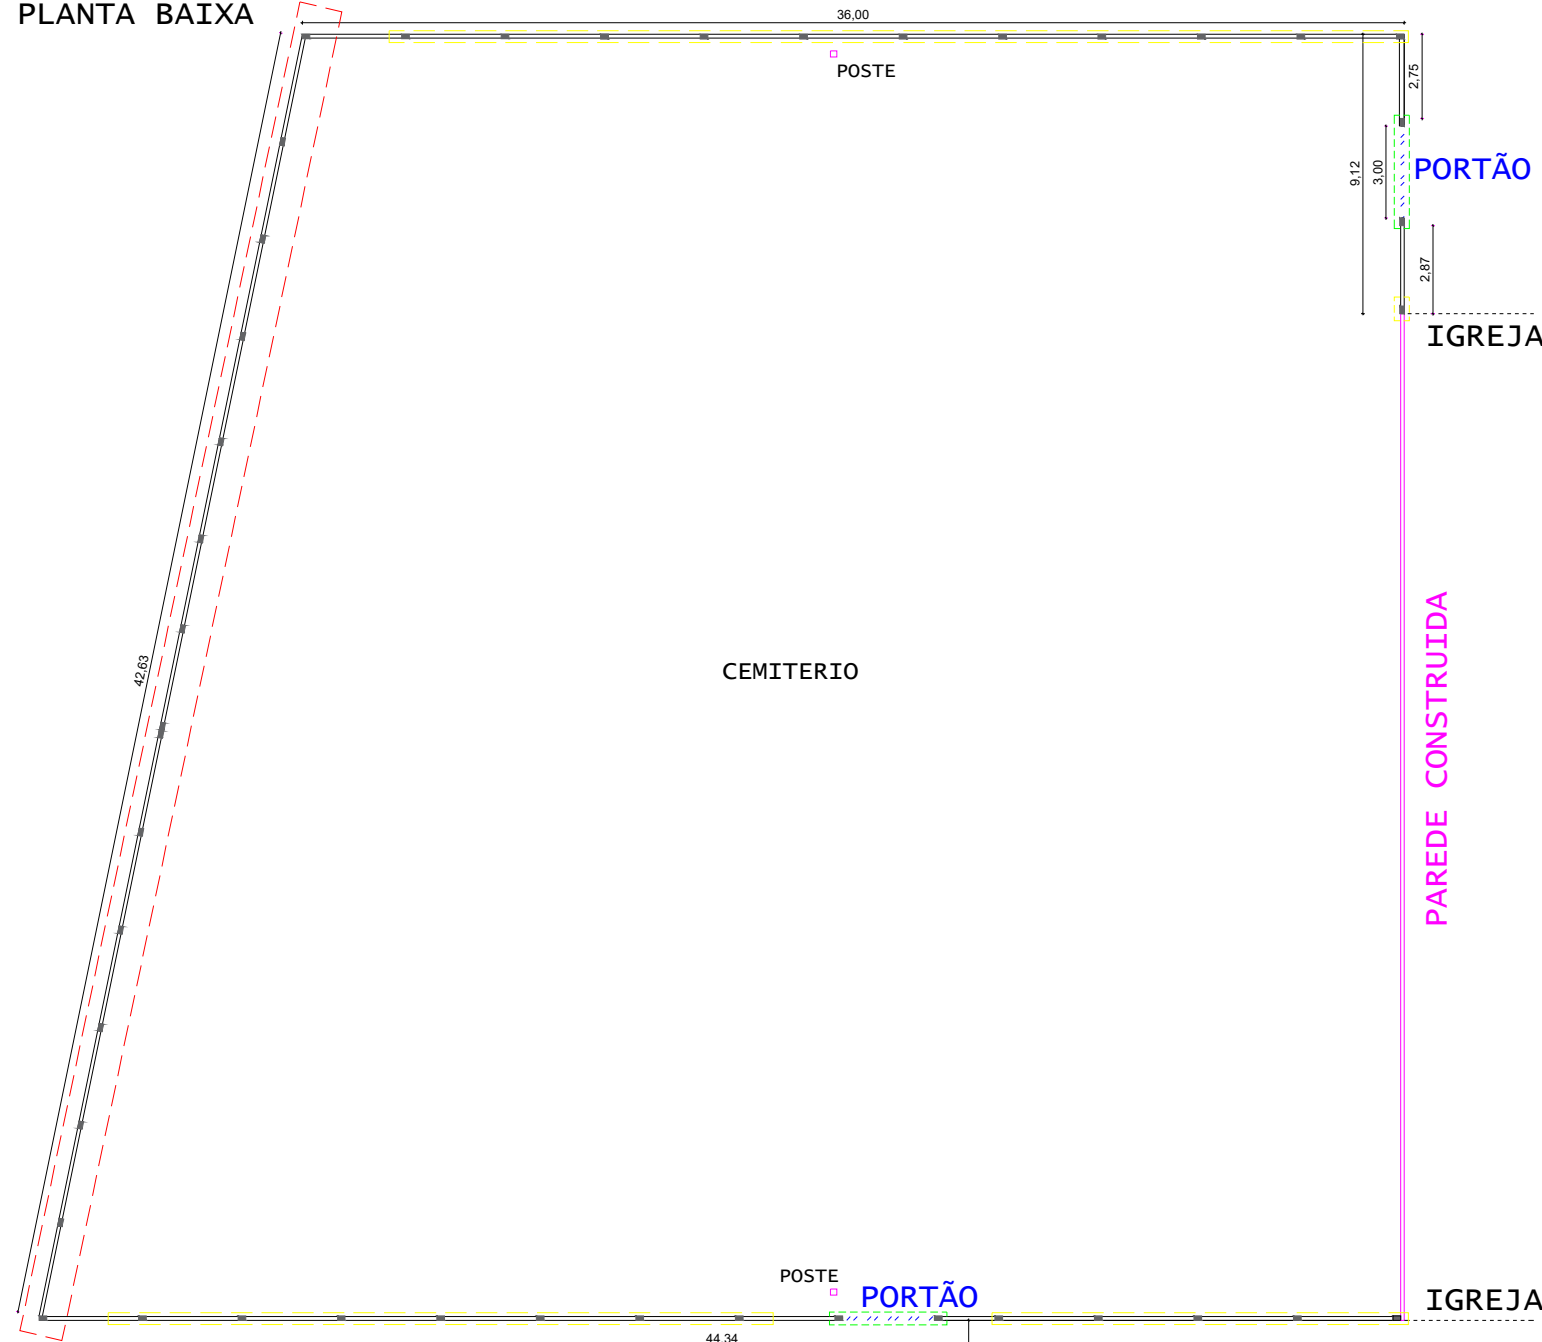 PLANTA BAIXA
36,00
POSTE
2,75
9,12
3,00
PORTÃO
2,87
IGREJA
42,63
CEMITERIO
PAREDE CONSTRUIDA
POSTE
PORTÃO
IGREJA
44,34